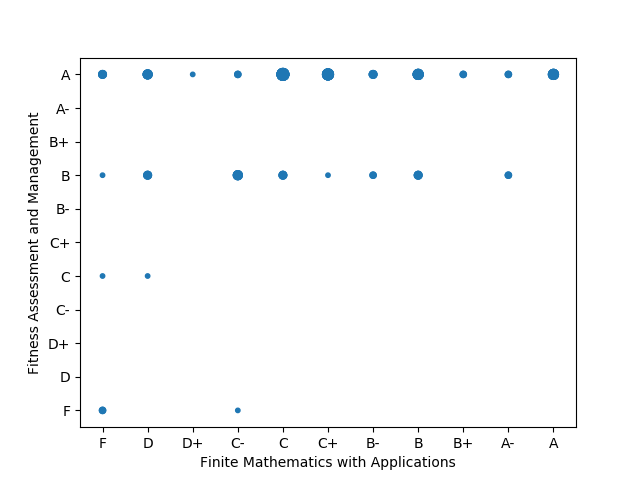 Fitness Assessment and Management
A
A-
B+
B
B-
C+
C
C-
D+
D
F
F D D+ C- C C+ B- B B+ A- A
Finite Mathematics with Applications